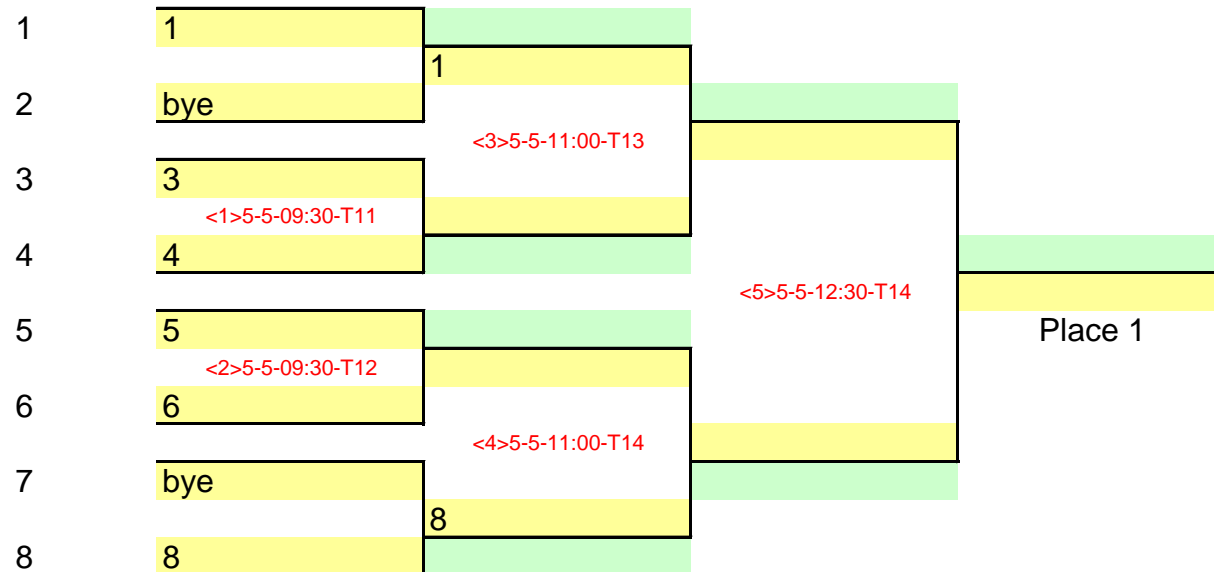 1 1
1
2 bye
<3>5-5-11:00-T13
3 3
<1>5-5-09:30-T11
4 4
<5>5-5-12:30-T14
5 5
Place 1
<2>5-5-09:30-T12
6 6
<4>5-5-11:00-T14
7 bye
8
8 8